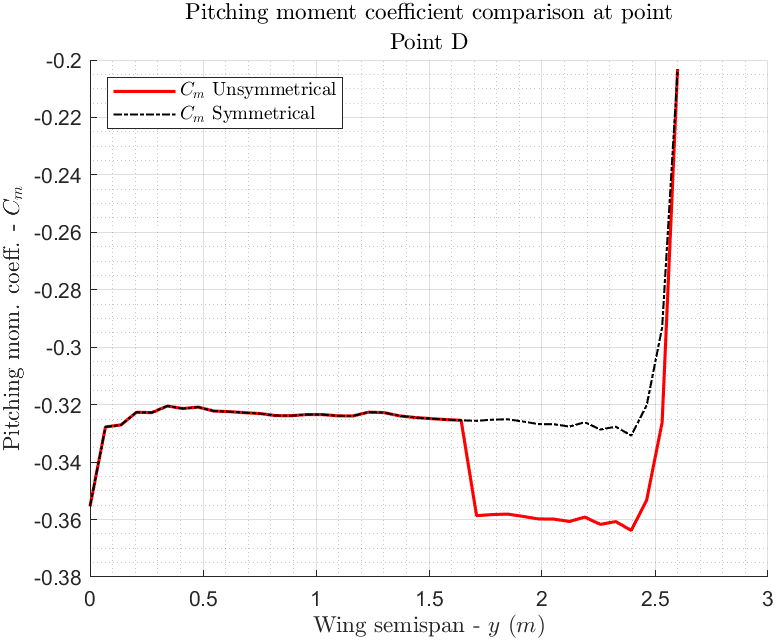 Pitching moment coefficient comparison at point
Point D
C_m Unsymmetrical
C_m Symmetrical
Pitching mom. coeff. - C_m
-0.2
-0.22
-0.24
-0.26
-0.28
-0.3
-0.32
-0.34
-0.36
-0.38
0 0.5 1 1.5 2 2.5 3
Wing semispan - y (m)